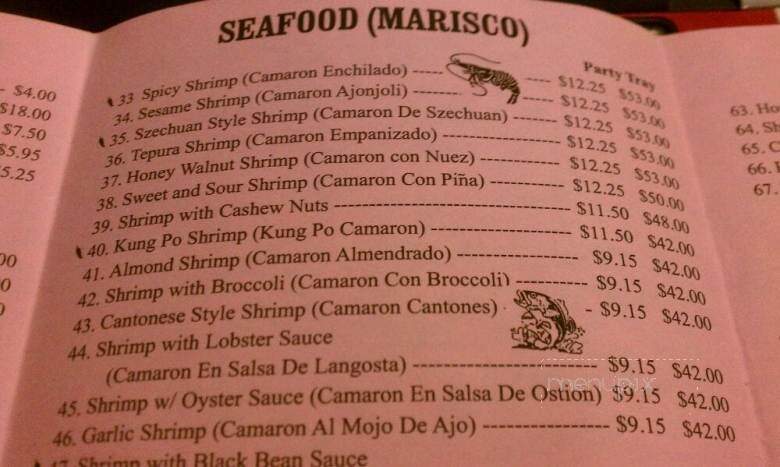 SEAFOOD (MARISCO)
Party Tray
33 Spicy Shrimp (Camaron Enchilado) ----- ---- $12.25 $53.00
34. Sesame Shrimp (Camaron Ajonjoli) -------- ----- $12.25 $53.00
35. Szechuan Style Shrimp (Camaron De Szechuan) ------- $12.25 $53.00
36. Tepura Shrimp (Camaron Empanizado) ------------------- $12.25 $53.00
37. Honey Walnut Shrimp (Camaron con Nuez) ------------- $12.25 $53.00
38. Sweet and Sour Shrimp (Camaron Con Piña) ----------- $12.25 $50.00
39. Shrimp with Cashew Nuts ----------------------------------- $11.50 $48.00
40. Kung Po Shrimp (Kung Po Camaron) --------------------- $11.50 $42.00
41. Almond Shrimp (Camaron Almendrado) ------------------ $9.15 $42.00
42. Shrimp with Broccoli (Camaron Con Broccoli) ----------- $9.15 $42.00
43. Cantonese Style Shrimp (Camaron Cantones) - $9.15 $42.00
44. Shrimp with Lobster Sauce
(Camaron En Salsa De Langosta) --------------------------- $9.15 $42.00
45. Shrimp w/ Oyster Sauce (Camaron En Salsa De Ostion) $9.15 $42.00
46. Garlic Shrimp (Camaron Al Mojo De Ajo) ---------------- $9.15 $42.00
47 Shrimp with Black Bean Sauce
$4.00
$18.00
$7.50
$5.95
5.25
00
0
63. Ho
64. Sh
65. C
66.
67.
menupix